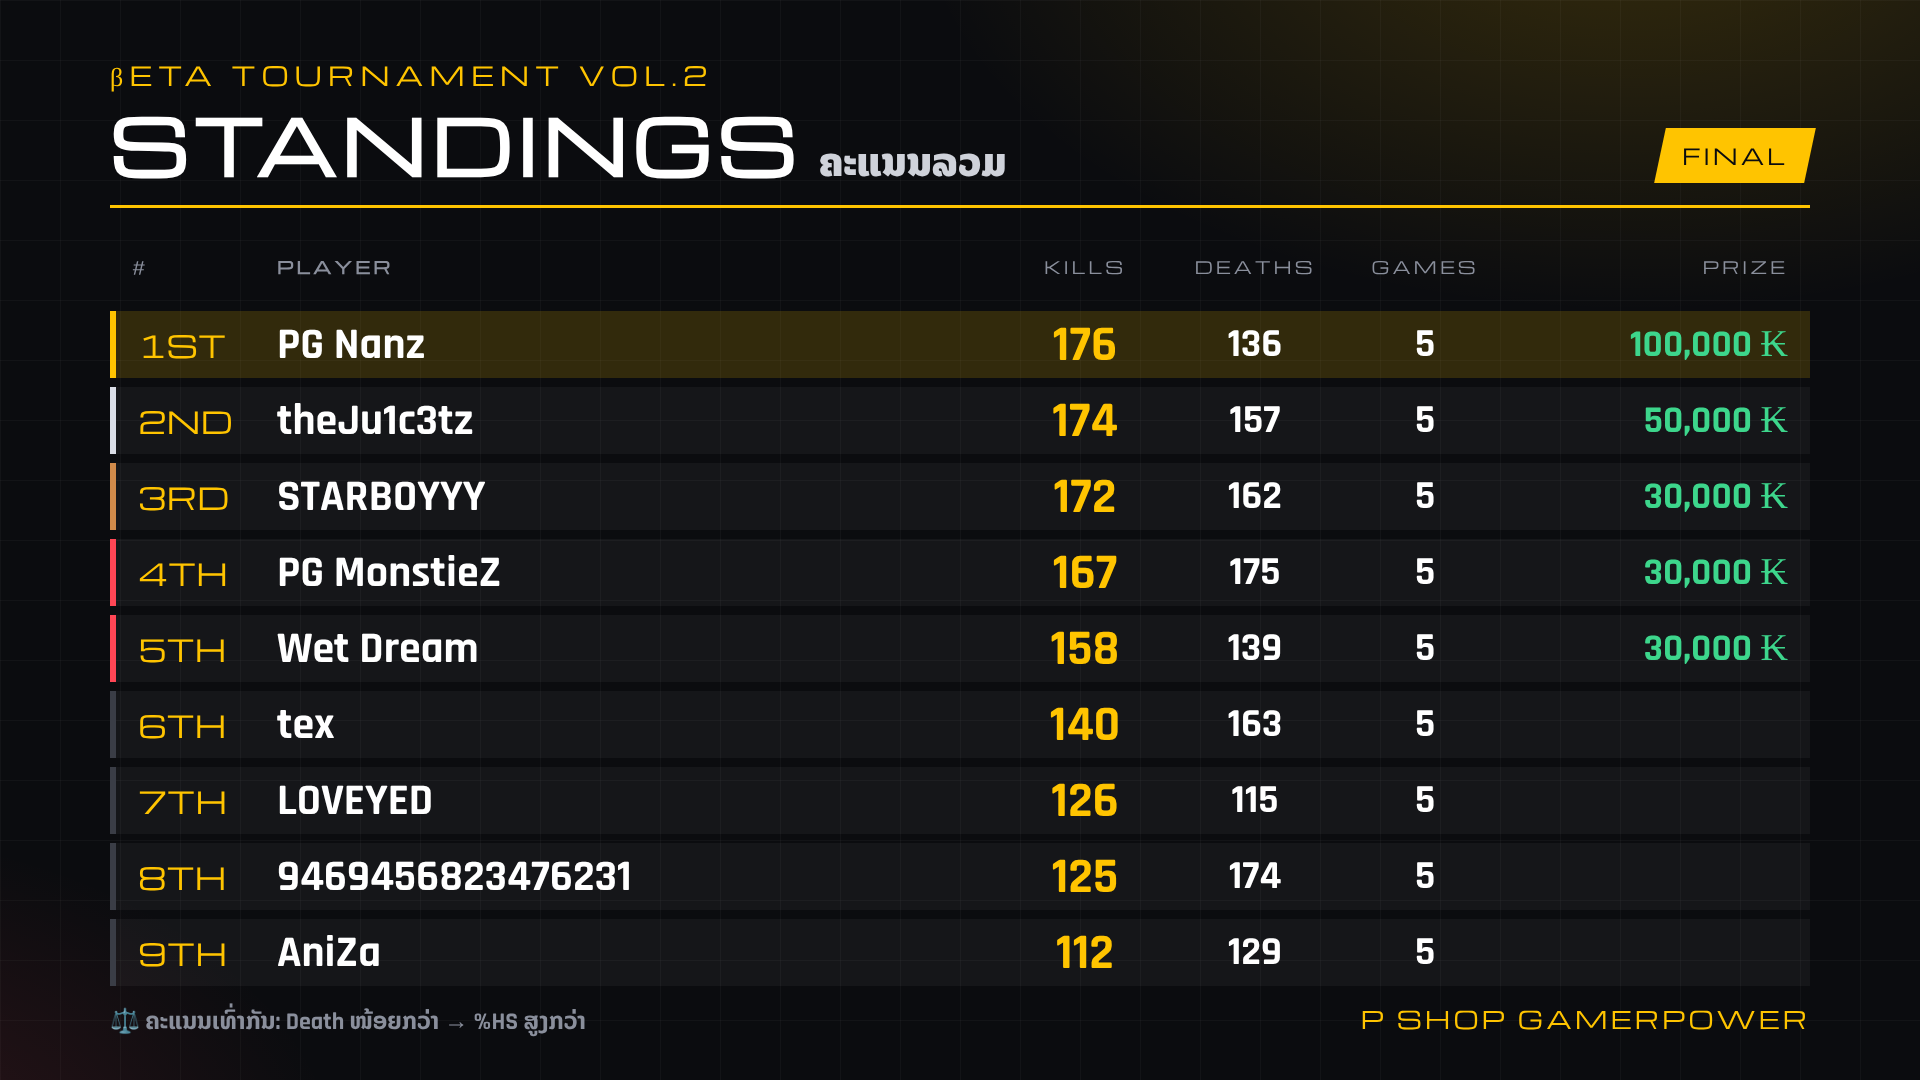 βETA TOURNAMENT VOL.2
STANDINGS ຄະແນນລວມ
FINAL
# PLAYER KILLS DEATHS GAMES PRIZE
1ST PG Nanz 176 136 5 100,000 ₭
2ND theJu1c3tz 174 157 5 50,000 ₭
3RD STARBOYYY 172 162 5 30,000 ₭
4TH PG MonstieZ 167 175 5 30,000 ₭
5TH Wet Dream 158 139 5 30,000 ₭
6TH tex 140 163 5
7TH LOVEYED 126 115 5
8TH 9469456823476231 125 174 5
9TH AniZa 112 129 5
⚖️ ຄະແນນເທົ່າກັນ: Death ໜ້ອຍກວ່າ → %HS ສູງກວ່າ
P SHOP GAMERPOWER